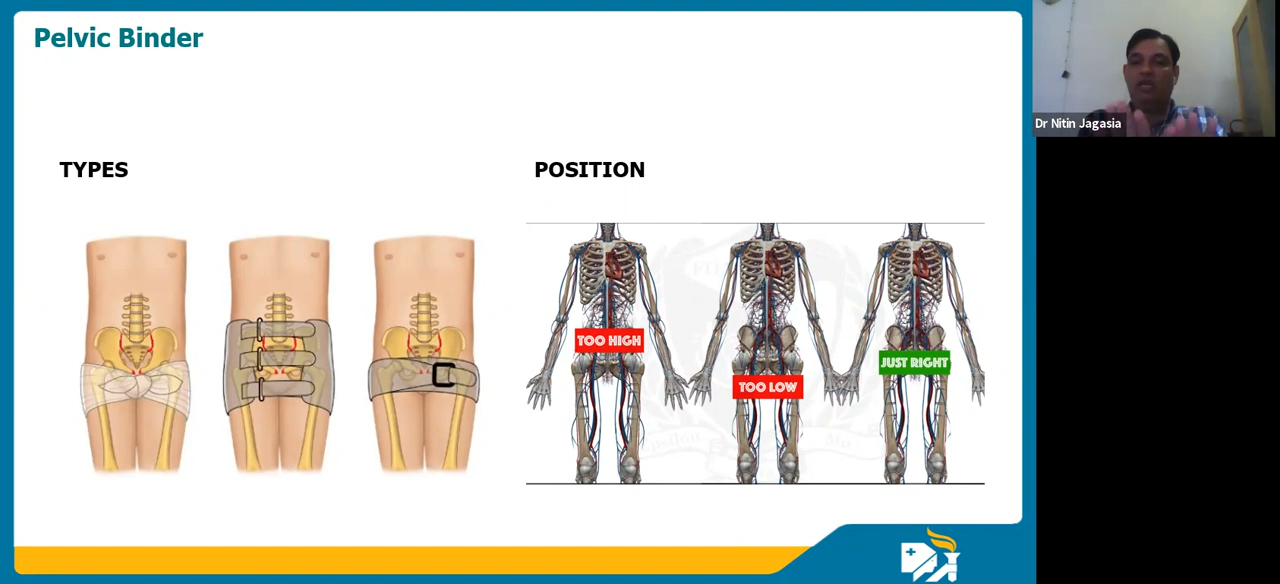 Pelvic Binder
Dr Nitin Jagasia
TYPES
POSITION
TOO HIGH
TOO LOW
JUST RIGHT